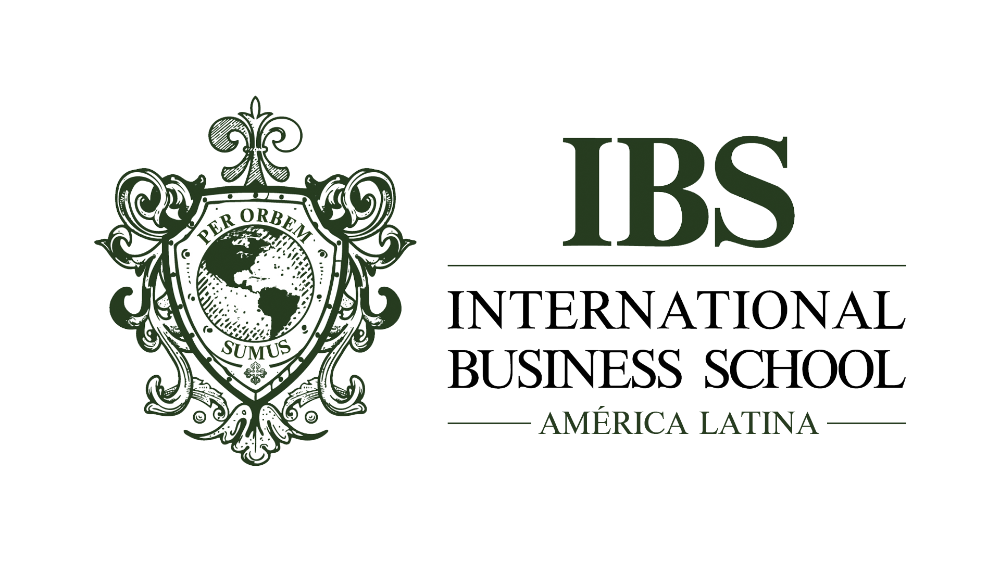 PER ORBEM
SUMUS
IBS
INTERNATIONAL
BUSINESS SCHOOL
AMÉRICA LATINA